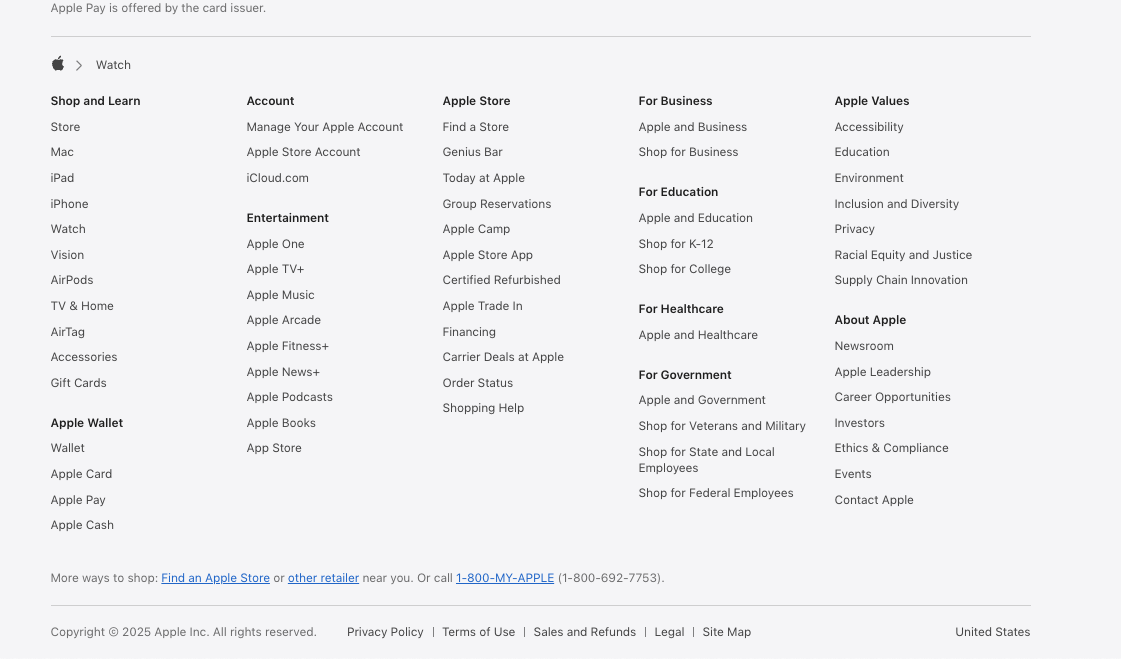 Apple Pay is offered by the card issuer.
Watch
Shop and Learn
Store
Mac
iPad
iPhone
Watch
Vision
AirPods
TV & Home
AirTag
Accessories
Gift Cards
Apple Wallet
Wallet
Apple Card
Apple Pay
Apple Cash
Account
Manage Your Apple Account
Apple Store Account
iCloud.com
Entertainment
Apple One
Apple TV+
Apple Music
Apple Arcade
Apple Fitness+
Apple News+
Apple Podcasts
Apple Books
App Store
Apple Store
Find a Store
Genius Bar
Today at Apple
Group Reservations
Apple Camp
Apple Store App
Certified Refurbished
Apple Trade In
Financing
Carrier Deals at Apple
Order Status
Shopping Help
For Business
Apple and Business
Shop for Business
For Education
Apple and Education
Shop for K-12
Shop for College
For Healthcare
Apple and Healthcare
For Government
Apple and Government
Shop for Veterans and Military
Shop for State and Local
Employees
Shop for Federal Employees
Apple Values
Accessibility
Education
Environment
Inclusion and Diversity
Privacy
Racial Equity and Justice
Supply Chain Innovation
About Apple
Newsroom
Apple Leadership
Career Opportunities
Investors
Ethics & Compliance
Events
Contact Apple
More ways to shop: Find an Apple Store or other retailer near you. Or call 1-800-MY-APPLE (1-800-692-7753).
Copyright © 2025 Apple Inc. All rights reserved. Privacy Policy | Terms of Use | Sales and Refunds | Legal | Site Map United States